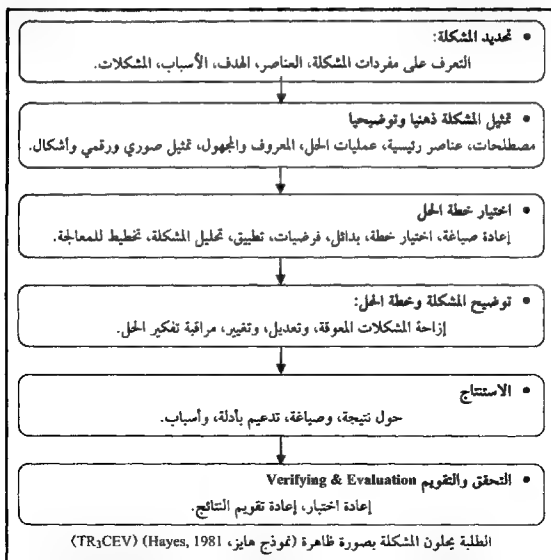 • تحديد المشكلة:
التعرف على مفردات المشكلة، العناصر، الهدف، الأسباب، المشكلات.
• تمثيل المشكلة ذهنيا وتوضيحيا
مصطلحات، عناصر رئيسية، عمليات الحل، المعروف والمجهول، تمثيل صوري ورقمي وأشكال.
• اختيار خطة الحل
إعادة صياغة، اختيار خطة، بدائل، فرضيات، تطبيق، تحليل المشكلة، تخطيط للمعالجة.
• توضيح المشكلة وخطة الحل:
إزاحة المشكلات المعوقة، وتعديل، وتغيير، مراقبة تفكير الحل.
• الاستنتاج
حول نتيجة، وصياغة، تدعيم بأدلة، وأسباب.
• التحقق والتقويم Verifying & Evaluation
إعادة اختبار، إعادة تقويم النتائج.
الطلبة يحلون المشكلة بصورة ظاهرة (نموذج هايز، Hayes, 1981) (TR3CEV)